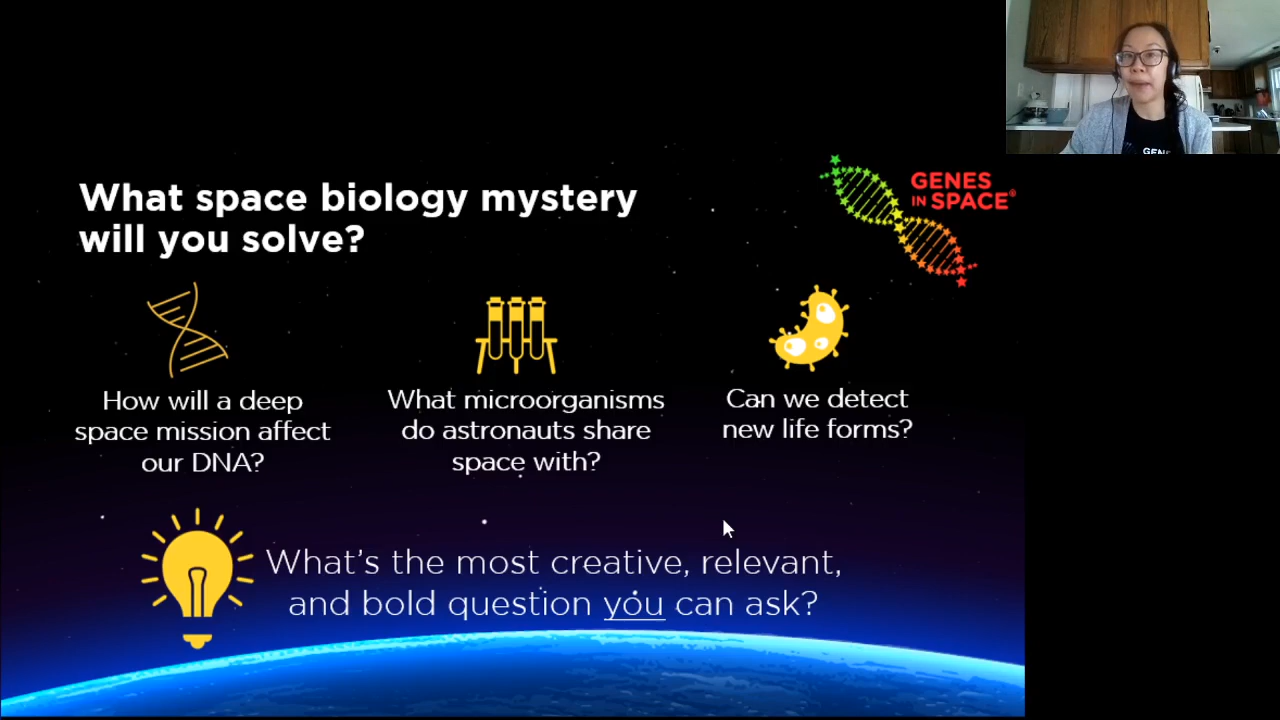 What space biology mystery
will you solve?
GENES
IN SPACE®
How will a deep
space mission affect
our DNA?
What microorganisms
do astronauts share
space with?
Can we detect
new life forms?
What's the most creative, relevant,
and bold question you can ask?